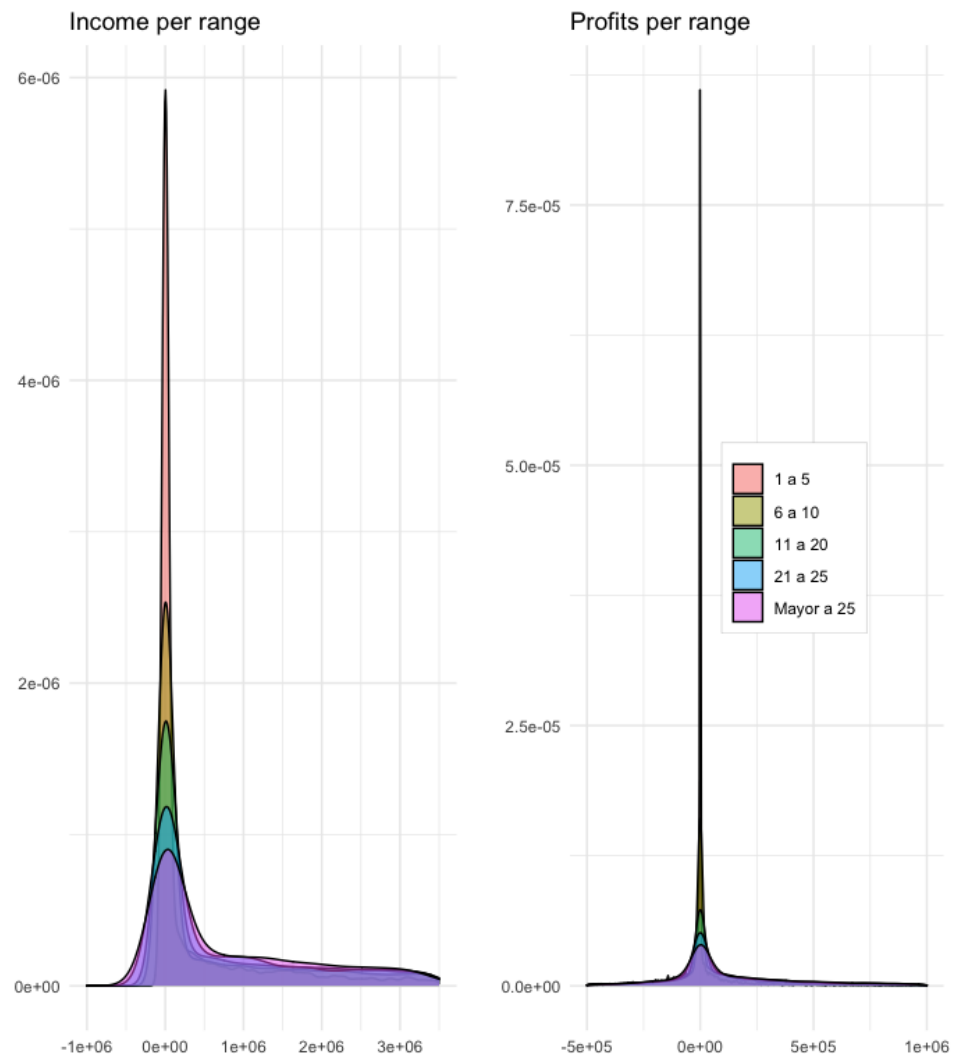 Income per range
6e-06
4e-06
2e-06
0e+00
-1e+06 0e+00 1e+06 2e+06 3e+06
Profits per range
7.5e-05
5.0e-05
2.5e-05
0.0e+00
1 a 5
6 a 10
11 a 20
21 a 25
Mayor a 25
-5e+05 0e+00 5e+05 1e+06